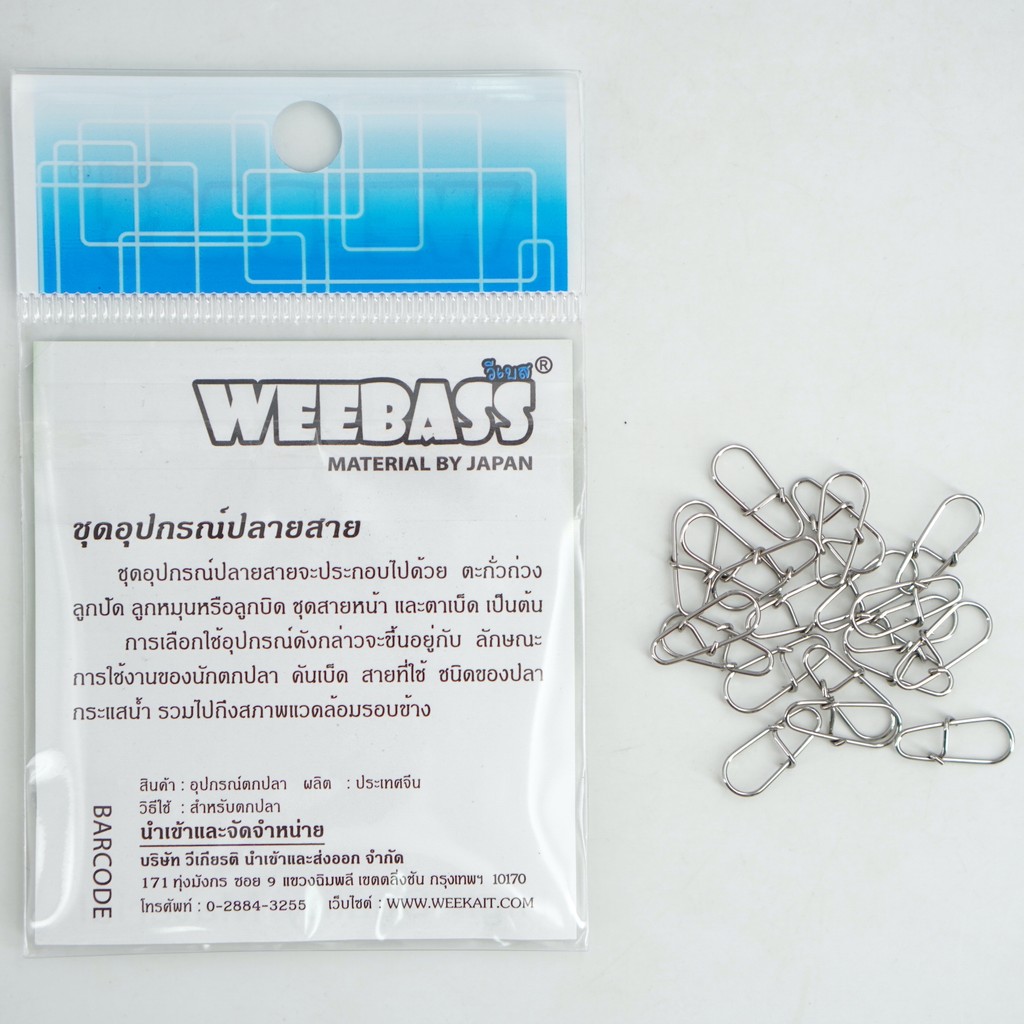 วีเบส ®
WEEBASS
MATERIAL BY JAPAN
ชุดอุปกรณ์ปลายสาย
ชุดอุปกรณ์ปลายสายจะประกอบไปด้วย ตะกั่วถ่วง
ลูกปัด ลูกหมุนหรือลูกบิด ชุดสายหน้า และตาเบ็ด เป็นต้น
การเลือกใช้อุปกรณ์ดังกล่าวจะขึ้นอยู่กับ ลักษณะ
การใช้งานของนักตกปลา คันเบ็ด สายที่ใช้ ชนิดของปลา
กระแสน้ำ รวมไปถึงสภาพแวดล้อมรอบข้าง
สินค้า : อุปกรณ์ตกปลา ผลิต : ประเทศจีน
วิธีใช้ : สำหรับตกปลา
นำเข้าและจัดจำหน่าย
บริษัท วีเกียรติ นำเข้าและส่งออก จำกัด
171 ทุ่งมังกร ซอย 9 แขวงฉิมพลี เขตตลิ่งชัน กรุงเทพฯ 10170
โทรศัพท์ : 0-2884-3255 เว็บไซต์ : WWW.WEEKAIT.COM
BARCODE